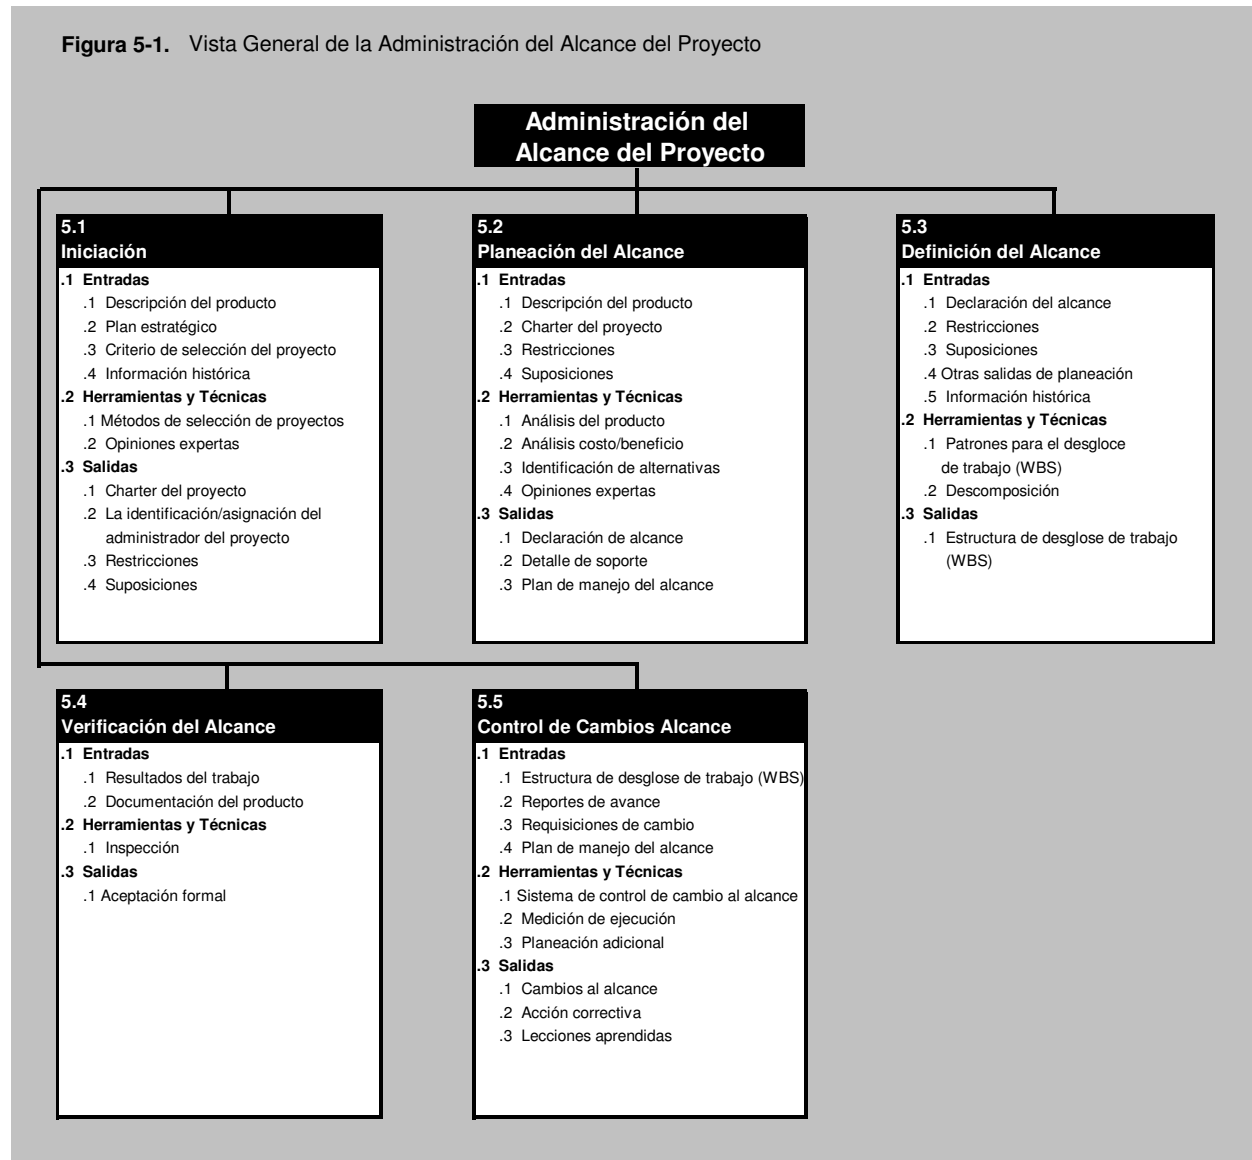 Figura 5-1. Vista General de la Administración del Alcance del Proyecto
Administración del
Alcance del Proyecto
5.1
Iniciación
.1 Entradas
.1 Descripción del producto
.2 Plan estratégico
.3 Criterio de selección del proyecto
.4 Información histórica
.2 Herramientas y Técnicas
.1 Métodos de selección de proyectos
.2 Opiniones expertas
.3 Salidas
.1 Charter del proyecto
.2 La identificación/asignación del
administrador del proyecto
.3 Restricciones
.4 Suposiciones
5.2
Planeación del Alcance
.1 Entradas
.1 Descripción del producto
.2 Charter del proyecto
.3 Restricciones
.4 Suposiciones
.2 Herramientas y Técnicas
.1 Análisis del producto
.2 Análisis costo/beneficio
.3 Identificación de alternativas
.4 Opiniones expertas
.3 Salidas
.1 Declaración de alcance
.2 Detalle de soporte
.3 Plan de manejo del alcance
5.3
Definición del Alcance
.1 Entradas
.1 Declaración del alcance
.2 Restricciones
.3 Suposiciones
.4 Otras salidas de planeación
.5 Información histórica
.2 Herramientas y Técnicas
.1 Patrones para el desgloce
de trabajo (WBS)
.2 Descomposición
.3 Salidas
.1 Estructura de desglose de trabajo
(WBS)
5.4
Verificación del Alcance
.1 Entradas
.1 Resultados del trabajo
.2 Documentación del producto
.2 Herramientas y Técnicas
.1 Inspección
.3 Salidas
.1 Aceptación formal
5.5
Control de Cambios Alcance
.1 Entradas
.1 Estructura de desglose de trabajo (WBS)
.2 Reportes de avance
.3 Requisiciones de cambio
.4 Plan de manejo del alcance
.2 Herramientas y Técnicas
.1 Sistema de control de cambio al alcance
.2 Medición de ejecución
.3 Planeación adicional
.3 Salidas
.1 Cambios al alcance
.2 Acción correctiva
.3 Lecciones aprendidas